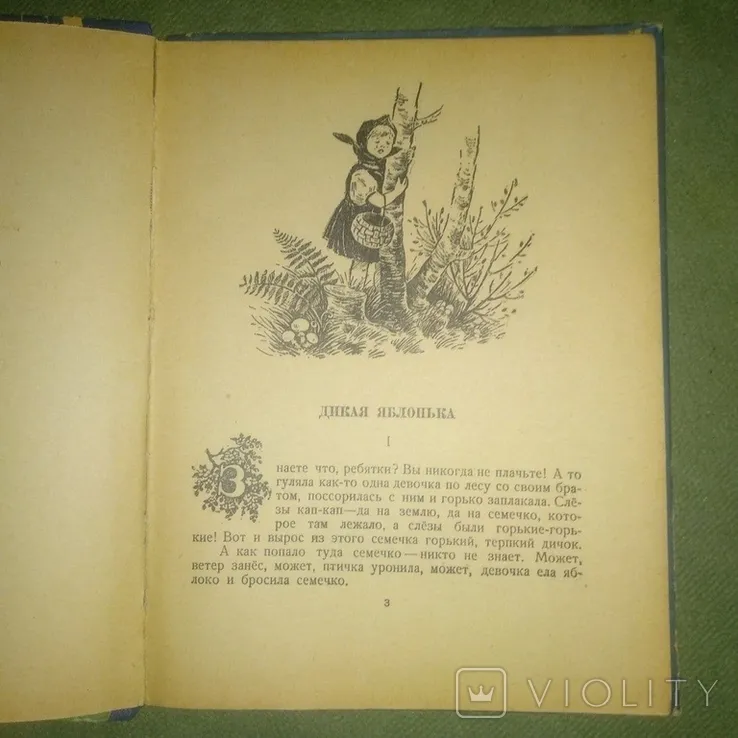 ДИКАЯ ЯБЛОНЬКА
I
Знаете что, ребятки? Вы никогда не плачьте! А то
гуляла как-то одна девочка по лесу со своим бра-
том, поссорилась с ним и горько заплакала. Слё-
зы кап-кап—да на землю, да на семечко, кото-
рое там лежало, а слёзы были горькие-горь-
кие! Вот и вырос из этого семечка горький, терпкий дичок.
А как попало туда семечко—никто не знает. Может,
ветер занёс, может, птичка уронила, может, девочка ела яб-
локо и бросила семечко.
3
VIOLITY